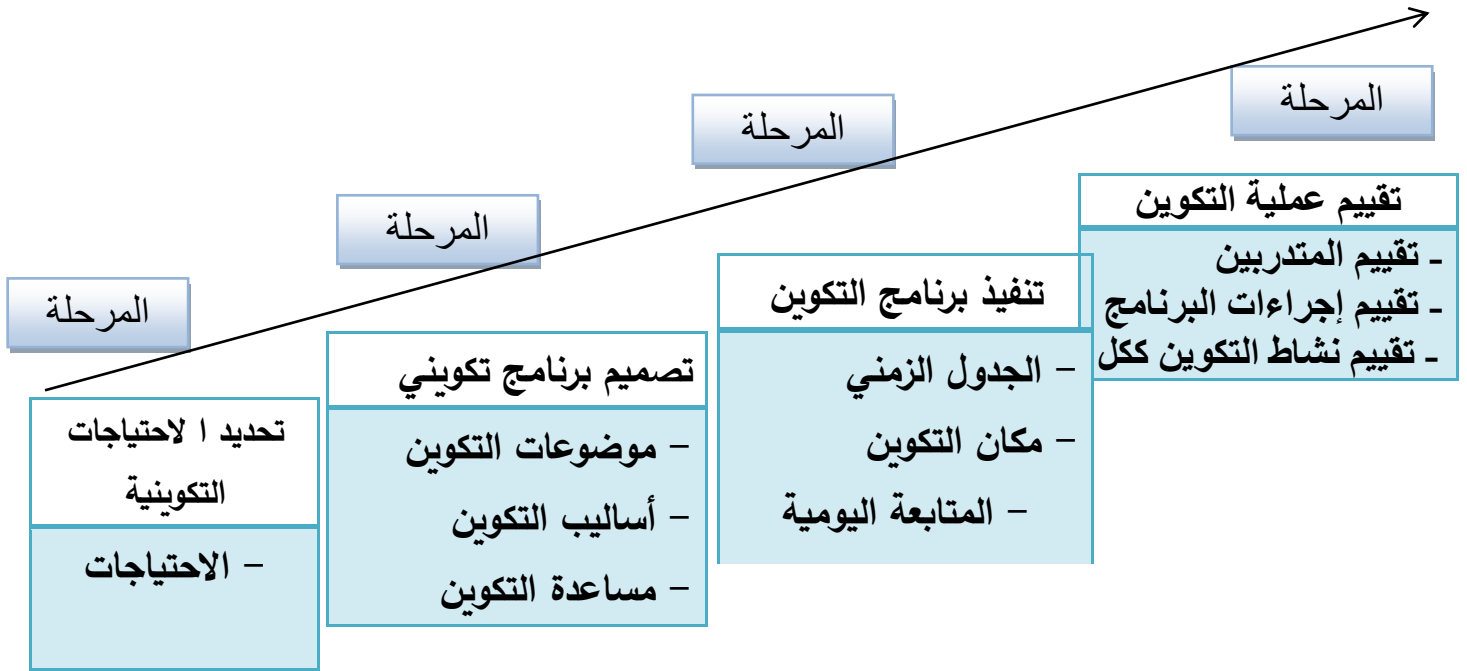 المرحلة
تحديد ا لاحتياجات
التكوينية
– الاحتياجات
المرحلة
تصميم برنامج تكويني
– موضوعات التكوين
– أساليب التكوين
– مساعدة التكوين
المرحلة
تنفيذ برنامج التكوين
– الجدول الزمني
– مكان التكوين
– المتابعة اليومية
المرحلة
تقييم عملية التكوين
- تقييم المتدربين
- تقييم إجراءات البرنامج
- تقييم نشاط التكوين ككل